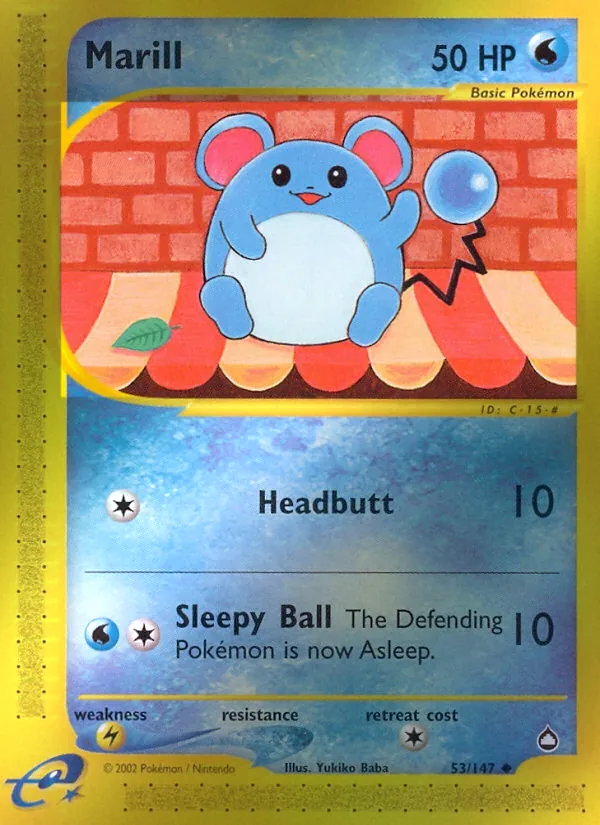 Marill 50 HP
Basic Pokémon
ID: C-15-#
Headbutt 10
Sleepy Ball The Defending 10
Pokémon is now Asleep.
weakness resistance retreat cost
© 2002 Pokémon / Nintendo Illus. Yukiko Baba 53/147
e